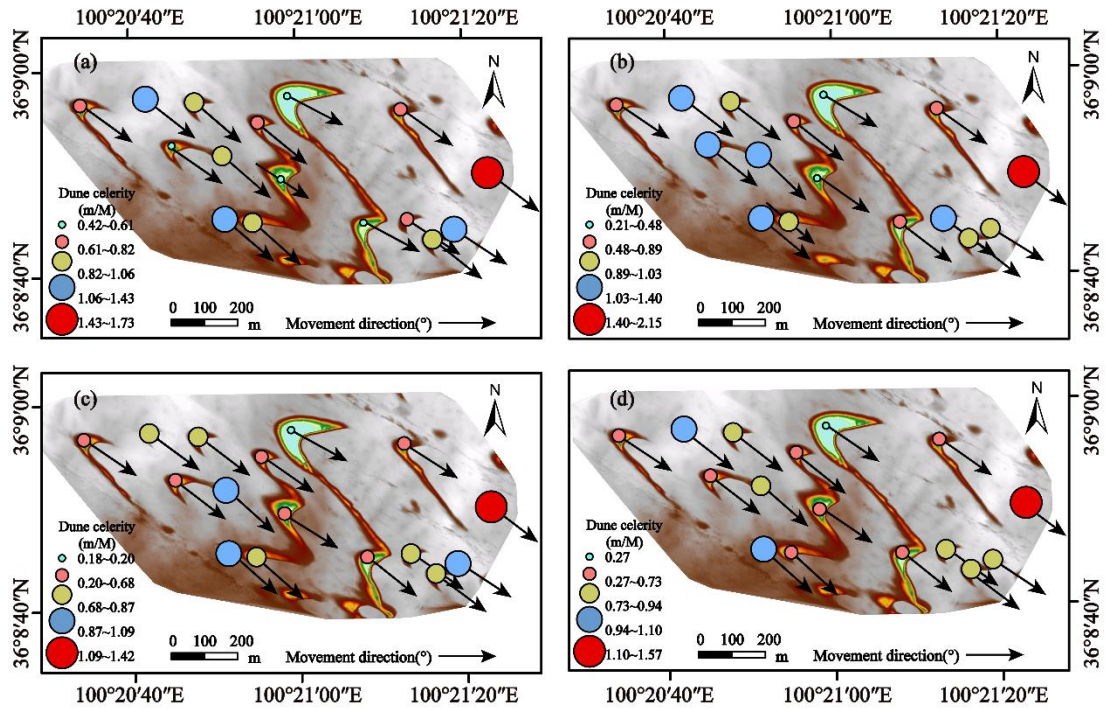 100°20′40″E 100°21′00″E 100°21′20″E 100°20′40″E 100°21′00″E 100°21′20″E
36°9′00″N
36°8′40″N
(a)
N
Dune celerity
(m/M)
0.42~0.61
0.61~0.82
0.82~1.06
1.06~1.43
1.43~1.73
0 100 200
m
Movement direction(°)
(b)
N
Dune celerity
(m/M)
0.21~0.48
0.48~0.89
0.89~1.03
1.03~1.40
1.40~2.15
0 100 200
m
Movement direction(°)
36°9′00″N
36°8′40″N
36°9′00″N
36°8′40″N
(c)
N
Dune celerity
(m/M)
0.18~0.20
0.20~0.68
0.68~0.87
0.87~1.09
1.09~1.42
0 100 200
m
Movement direction(°)
(d)
N
Dune celerity
(m/M)
0.27
0.27~0.73
0.73~0.94
0.94~1.10
1.10~1.57
0 100 200
m
Movement direction(°)
36°9′00″N
36°8′40″N
100°20′40″E 100°21′00″E 100°21′20″E 100°20′40″E 100°21′00″E 100°21′20″E